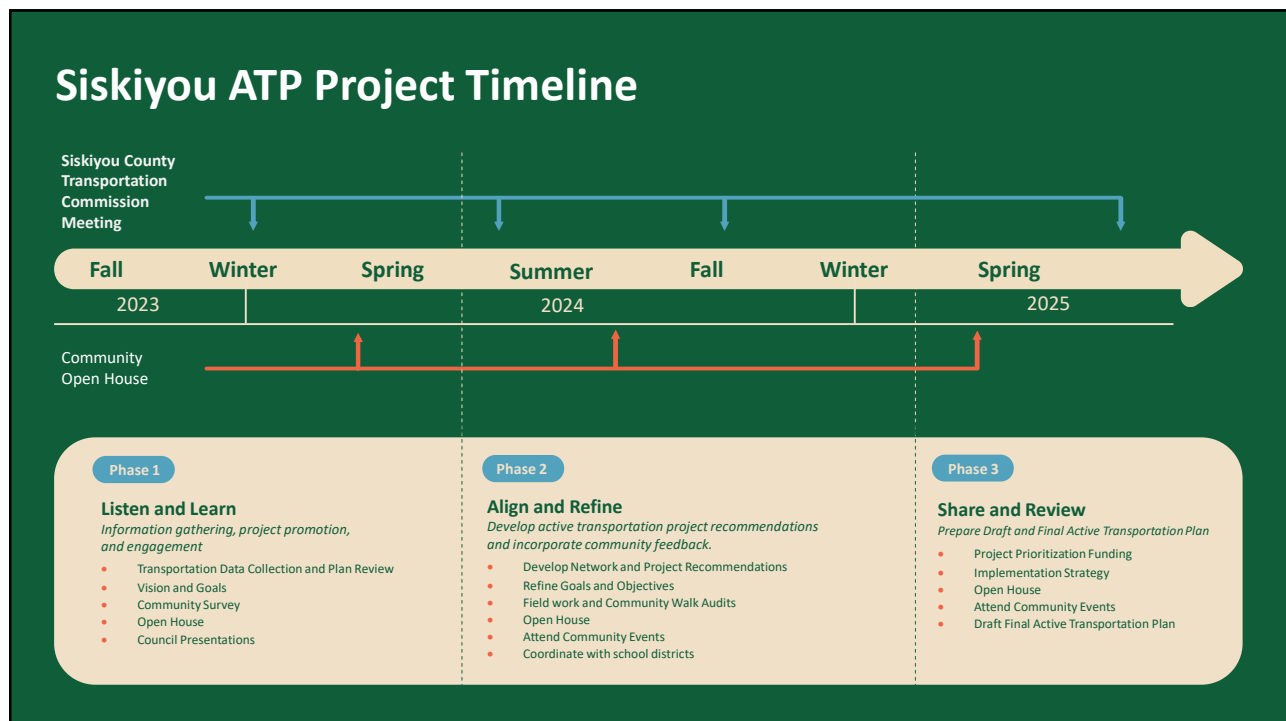 Siskiyou ATP Project Timeline
Siskiyou County
Transportation
Commission
Meeting
Fall Winter Spring Summer Fall Winter Spring
2023 2024 2025
Community
Open House
Phase 1
Listen and Learn
Information gathering, project promotion,
and engagement
• Transportation Data Collection and Plan Review
• Vision and Goals
• Community Survey
• Open House
• Council Presentations
Phase 2
Align and Refine
Develop active transportation project recommendations
and incorporate community feedback.
• Develop Network and Project Recommendations
• Refine Goals and Objectives
• Field work and Community Walk Audits
• Open House
• Attend Community Events
• Coordinate with school districts
Phase 3
Share and Review
Prepare Draft and Final Active Transportation Plan
• Project Prioritization Funding
• Implementation Strategy
• Open House
• Attend Community Events
• Draft Final Active Transportation Plan